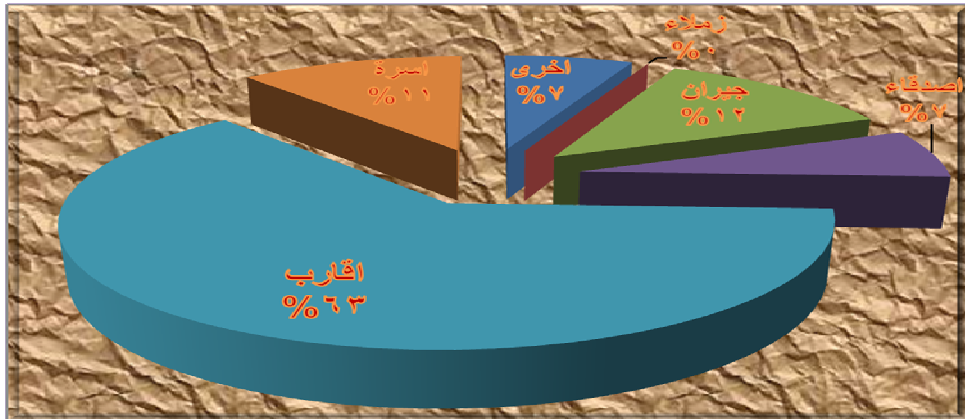 زملاء
%٠
اخرى
%٧
اسرة
%١١
جيران
%١٢
اصدقاء
%٧
اقارب
%٦٣